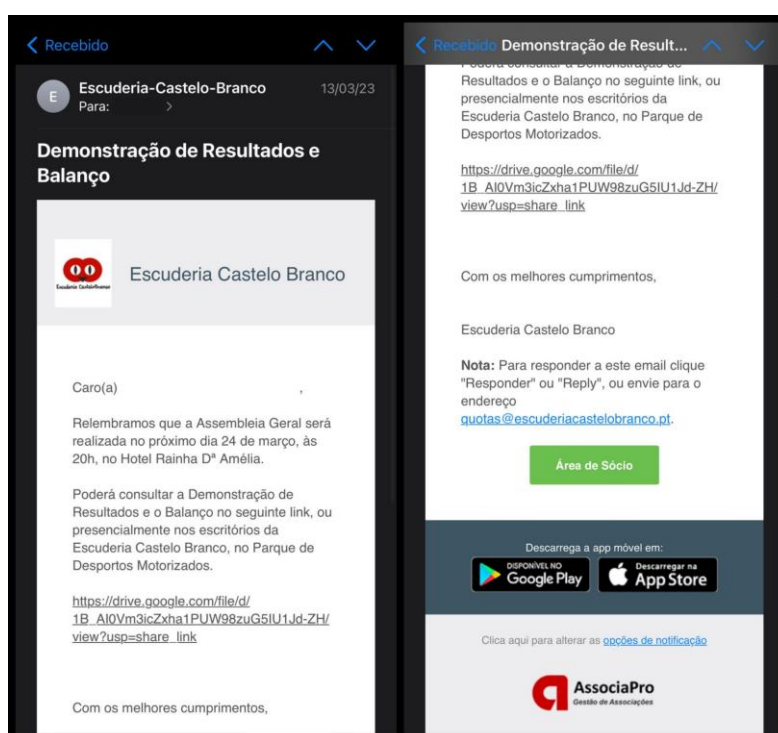 Recebido
E
Escuderia-Castelo-Branco
13/03/23
Para:
Demonstração de Resultados e
Balanço
Escuderia Castelo Branco
Caro(a) ,
Relembramos que a Assembleia Geral será
realizada no próximo dia 24 de março, às
20h, no Hotel Rainha Dª Amélia.
Poderá consultar a Demonstração de
Resultados e o Balanço no seguinte link, ou
presencialmente nos escritórios da
Escuderia Castelo Branco, no Parque de
Desportos Motorizados.
https://drive.google.com/file/d/
1B_AI0Vm3icZxha1PUW98zuG5IU1Jd-ZH/
view?usp=share_link
Com os melhores cumprimentos,
Recebido Demonstração de Result...
Poderá consultar a Demonstração de
Resultados e o Balanço no seguinte link, ou
presencialmente nos escritórios da
Escuderia Castelo Branco, no Parque de
Desportos Motorizados.
https://drive.google.com/file/d/
1B_AI0Vm3icZxha1PUW98zuG5IU1Jd-ZH/
view?usp=share_link
Com os melhores cumprimentos,
Escuderia Castelo Branco
Nota: Para responder a este email clique
"Responder" ou "Reply", ou envie para o
endereço
quotas@escuderiacastelobranco.pt.
Área de Sócio
Descarrega a app móvel em:
DISPONÍVEL NO
Google Play
Descarregar na
App Store
Clica aqui para alterar as opções de notificação
AssociaPro
Gestão de Associações